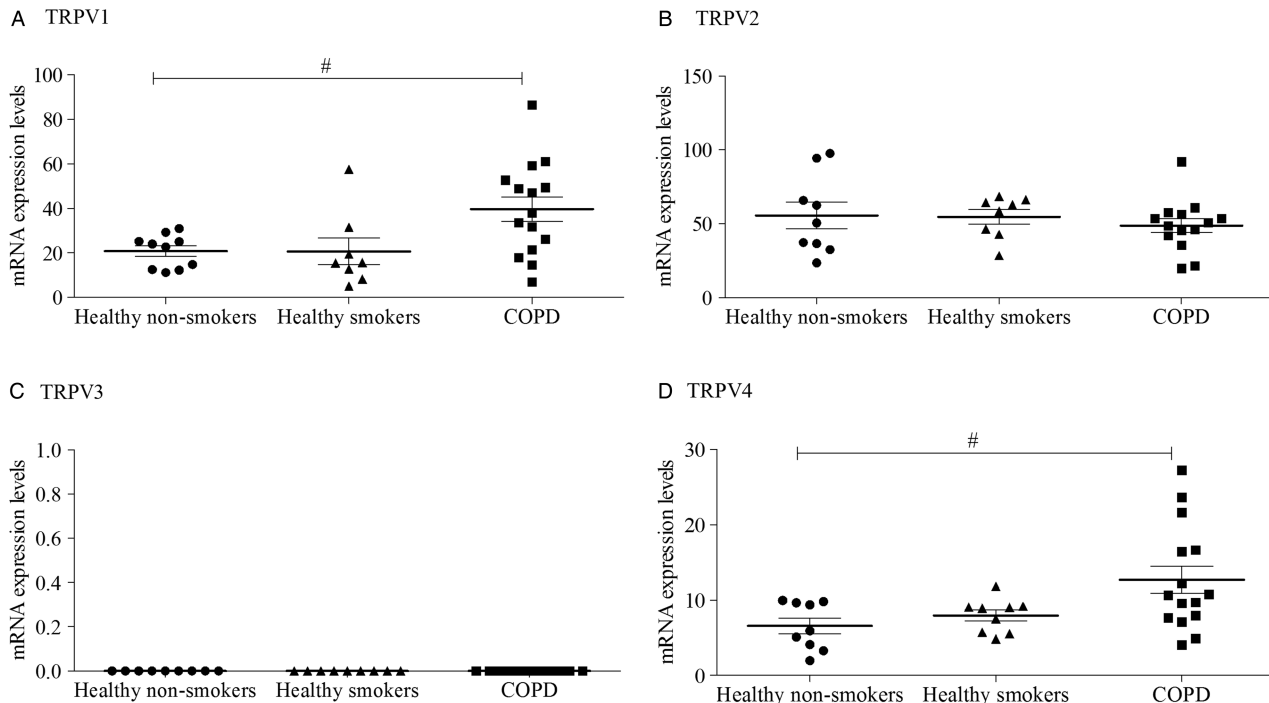 A TRPV1
#
mRNA expression levels
100
80
60
40
20
0
Healthy non-smokers Healthy smokers COPD
B TRPV2
mRNA expression levels
150
100
50
0
Healthy non-smokers Healthy smokers COPD
C TRPV3
mRNA expression levels
1.0
0.8
0.6
0.4
0.2
0.0
Healthy non-smokers Healthy smokers COPD
D TRPV4
#
mRNA expression levels
30
20
10
0
Healthy non-smokers Healthy smokers COPD